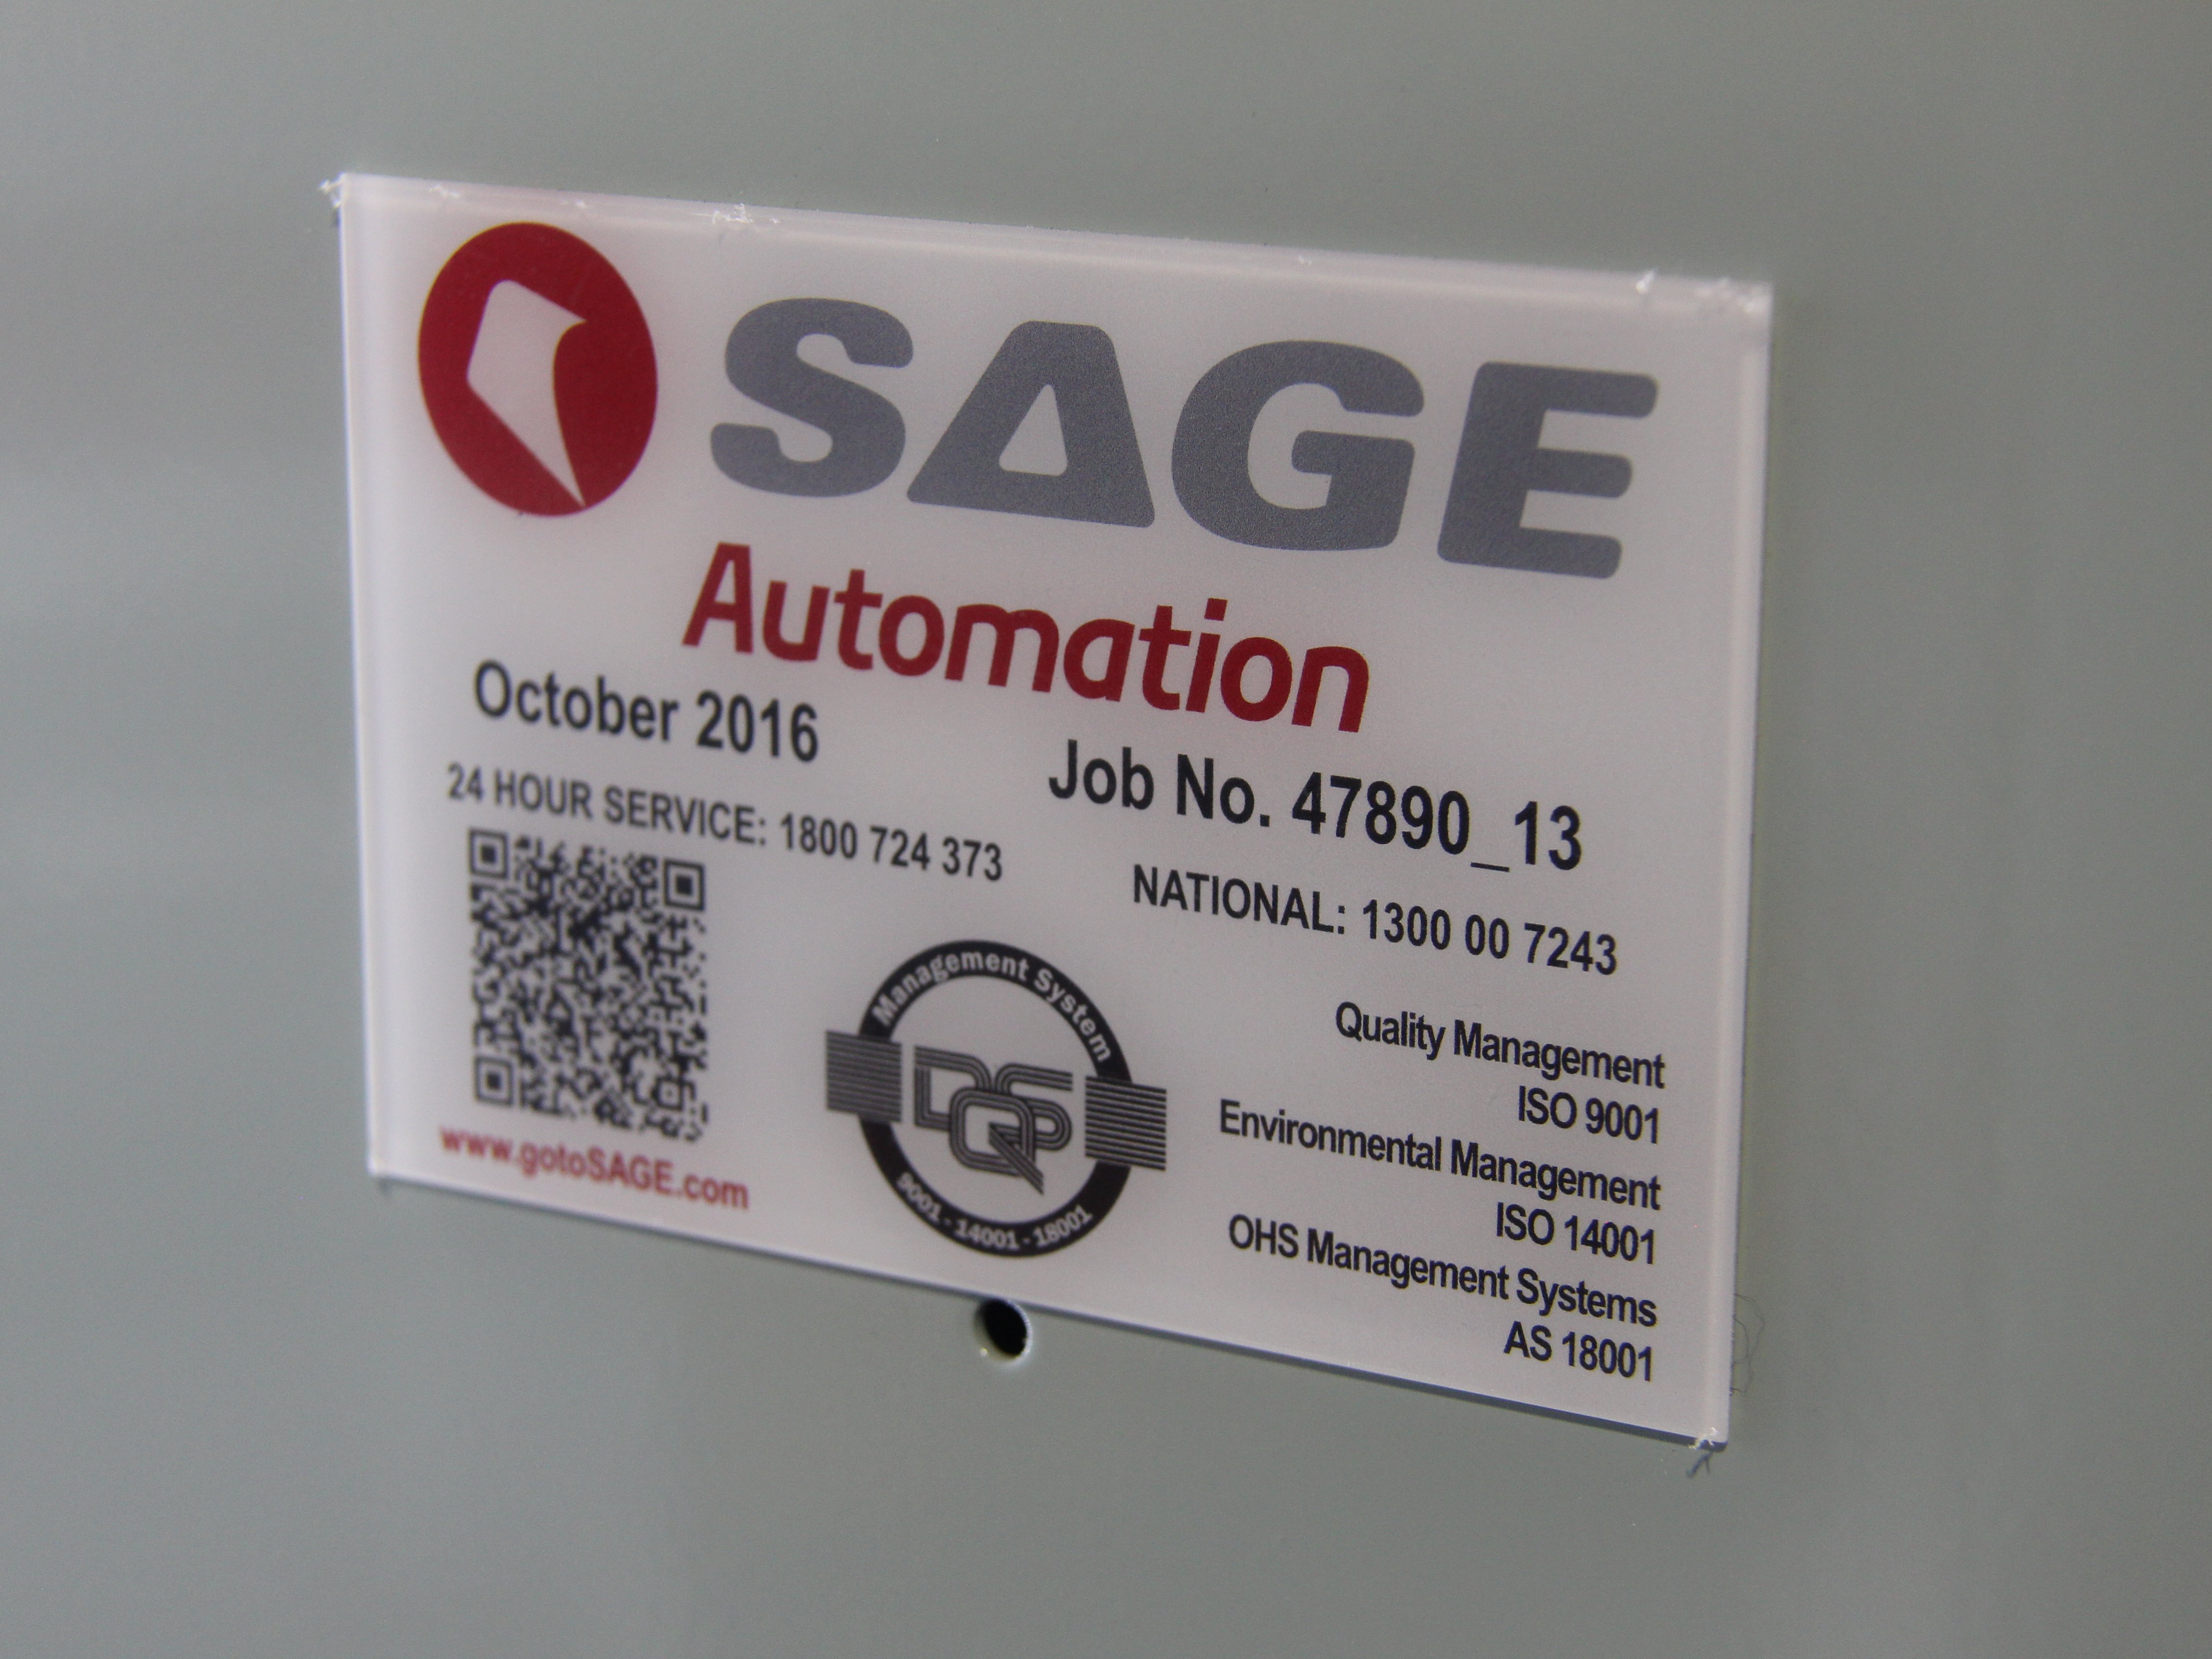 SAGE
Automation
October 2016
Job No. 47890_13
24 HOUR SERVICE: 1800 724 373
NATIONAL: 1300 00 7243
Management System
DQS
QP
9001 - 14001 - 18001
www.gotoSAGE.com
Quality Management
ISO 9001
Environmental Management
ISO 14001
OHS Management Systems
AS 18001